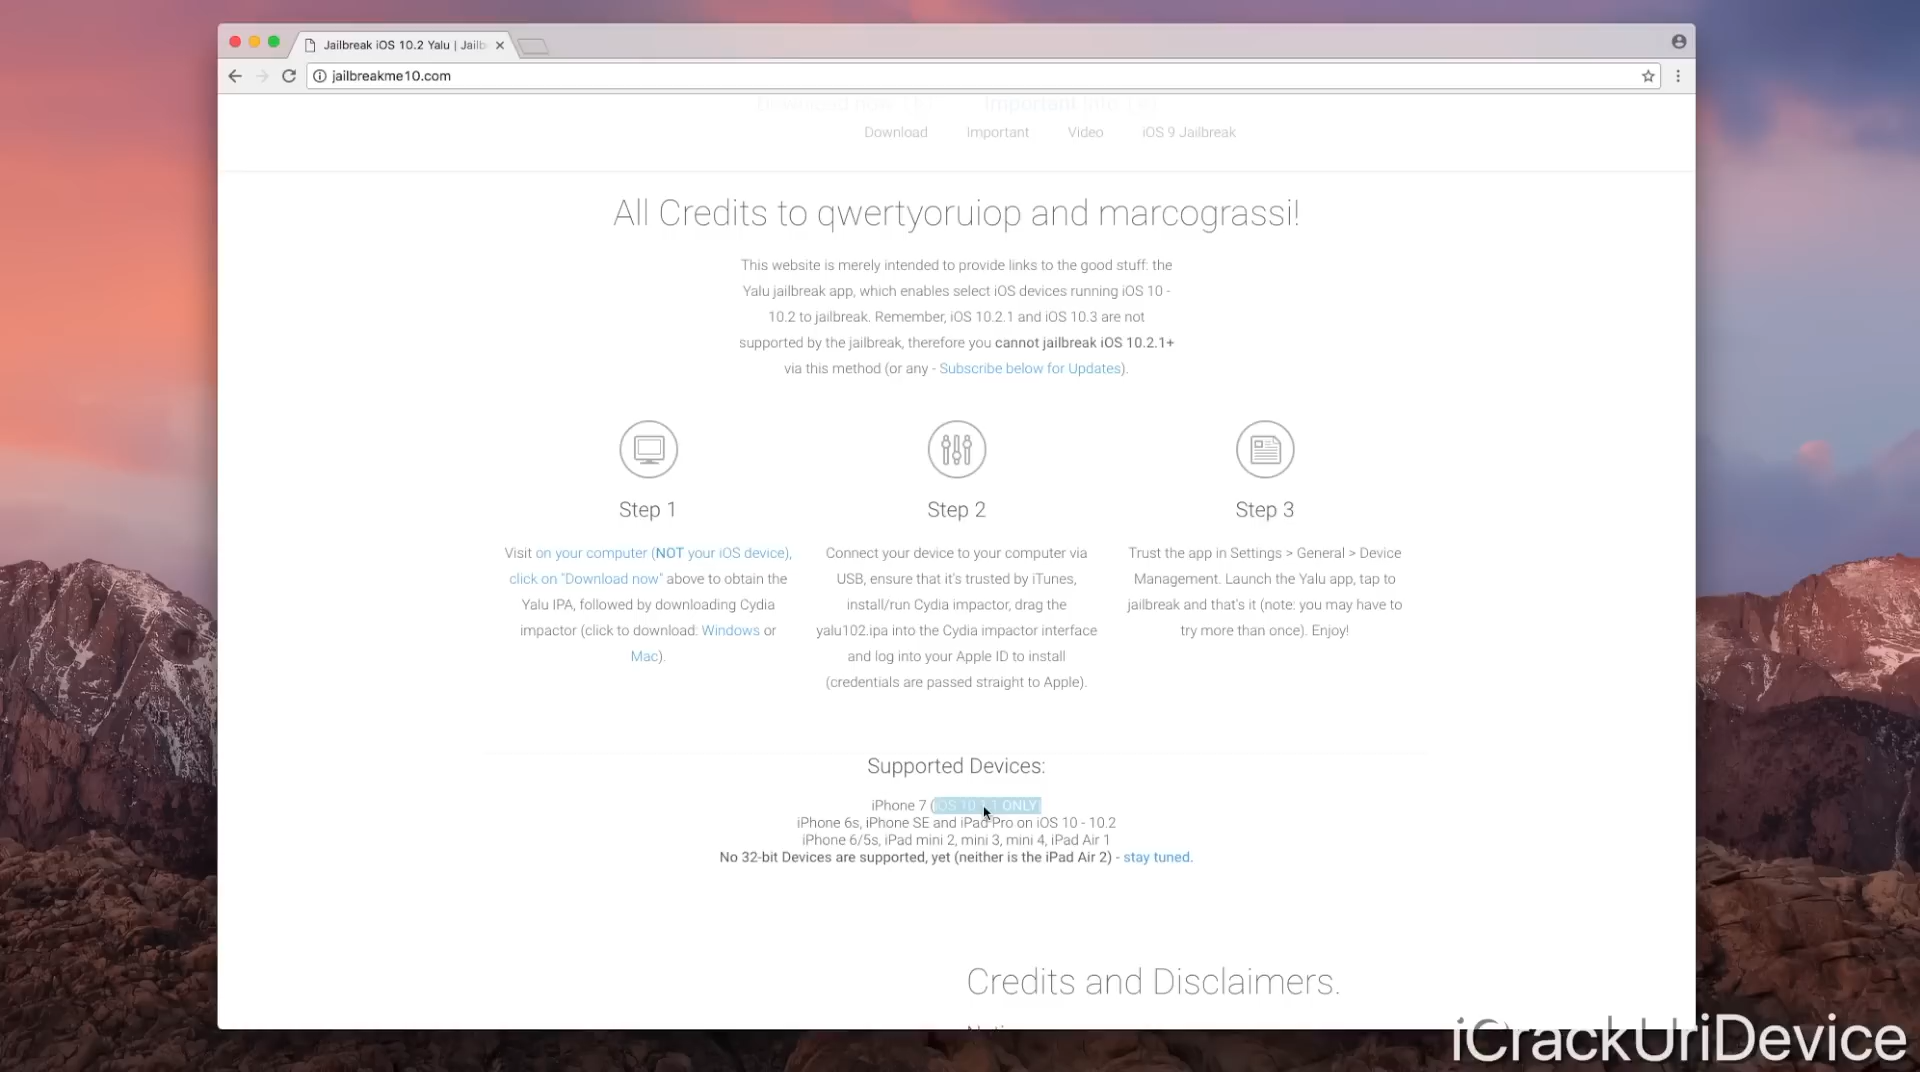 Jailbreak iOS 10.2 Yalu | Jailb
jailbreakme10.com
Download now
Important Info
Download Important Video iOS 9 Jailbreak
All Credits to qwertyoruiop and marcograssi!
This website is merely intended to provide links to the good stuff: the
Yalu jailbreak app, which enables select iOS devices running iOS 10 -
10.2 to jailbreak. Remember, iOS 10.2.1 and iOS 10.3 are not
supported by the jailbreak, therefore you cannot jailbreak iOS 10.2.1+
via this method (or any - Subscribe below for Updates).
Step 1
Visit on your computer (NOT your iOS device),
click on "Download now" above to obtain the
Yalu IPA, followed by downloading Cydia
impactor (click to download: Windows or
Mac).
Step 2
Connect your device to your computer via
USB, ensure that it's trusted by iTunes,
install/run Cydia impactor, drag the
yalu102.ipa into the Cydia impactor interface
and log into your Apple ID to install
(credentials are passed straight to Apple).
Step 3
Trust the app in Settings > General > Device
Management. Launch the Yalu app, tap to
jailbreak and that's it (note: you may have to
try more than once). Enjoy!
Supported Devices:
iPhone 7 (iOS ONLY)
iPhone 6s, iPhone SE and iPad Pro on iOS 10 - 10.2
iPhone 6/5s, iPad mini 2, mini 3, mini 4, iPad Air 1
No 32-bit Devices are supported, yet (neither is the iPad Air 2) - stay tuned.
Credits and Disclaimers.
iCrackUriDevice